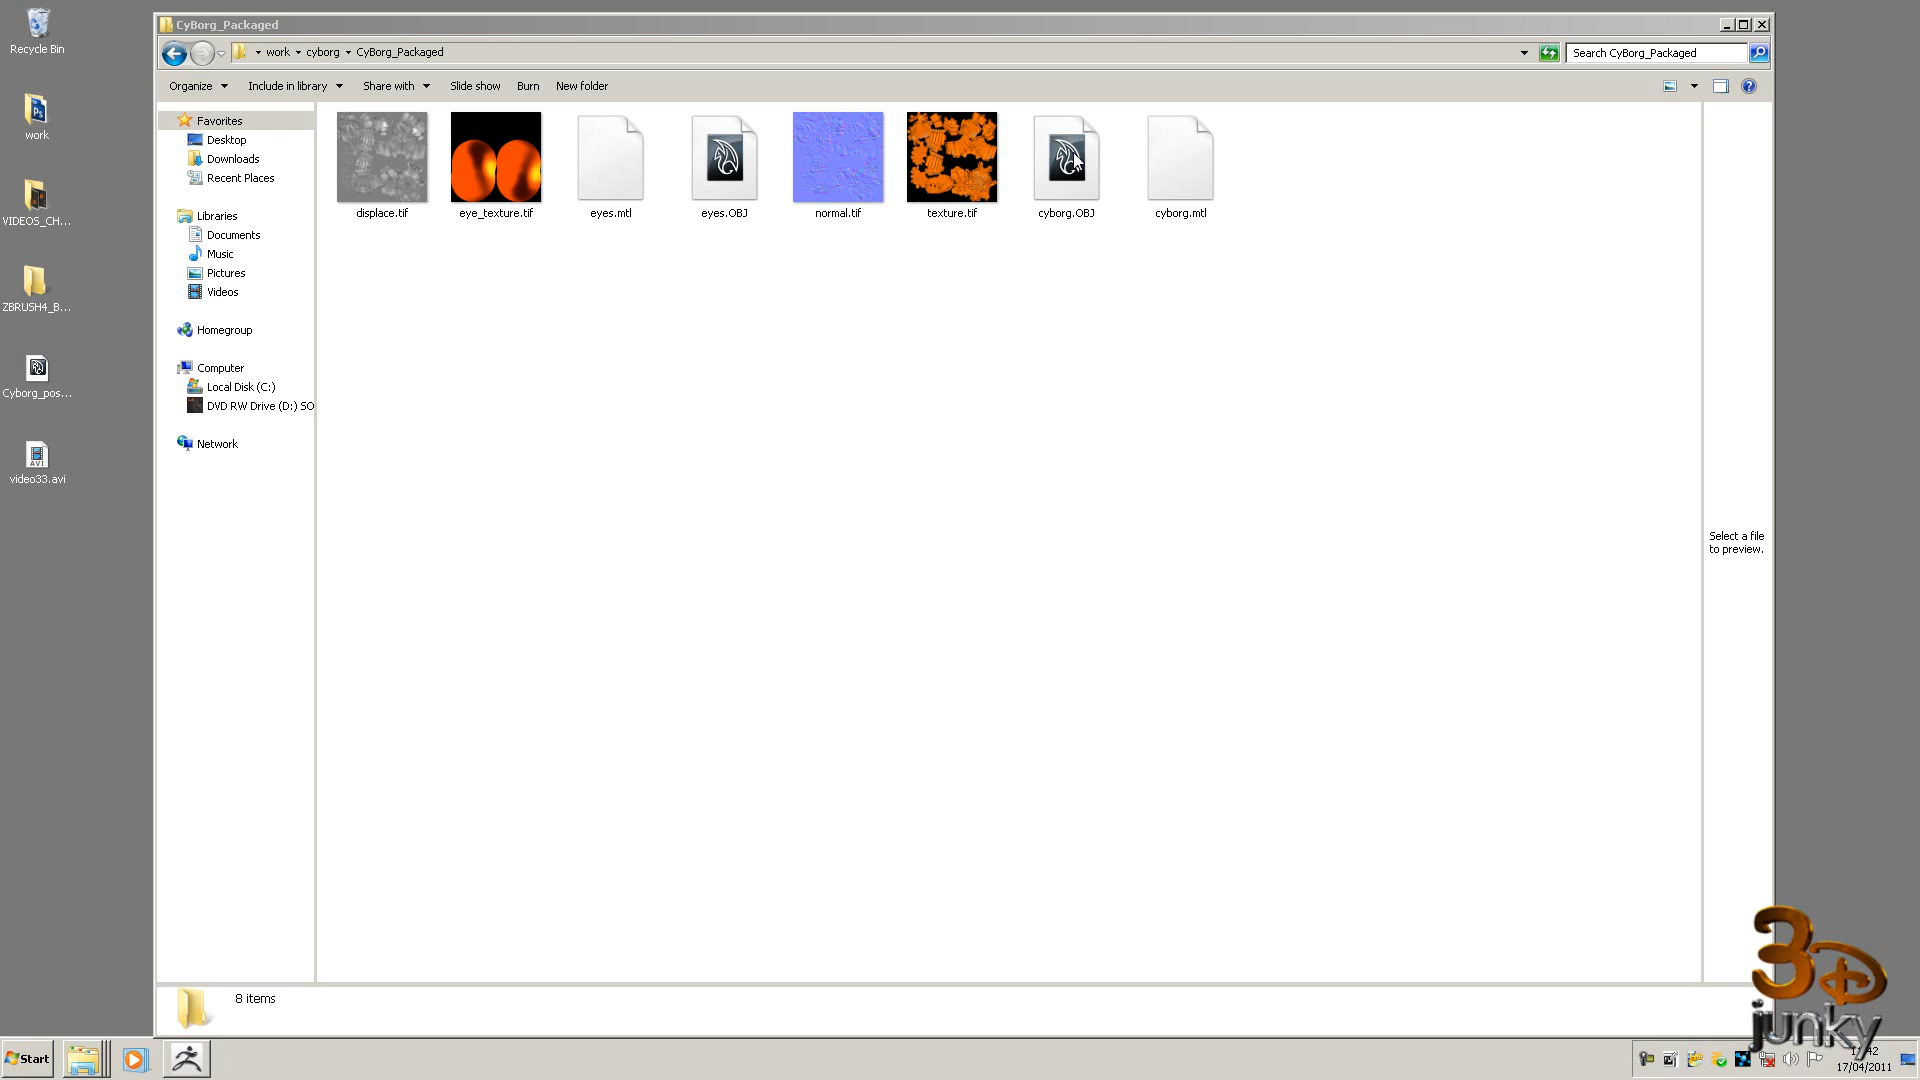 Recycle Bin
work
VIDEOS_CH...
ZBRUSH4_B...
Cyborg_pos...
AVI
video33.avi
CyBorg_Packaged
work
cyborg
CyBorg_Packaged
Search CyBorg_Packaged
Organize
Include in library
Share with
Slide show
Burn
New folder
Favorites
Desktop
Downloads
Recent Places
Libraries
Documents
Music
Pictures
Videos
Homegroup
Computer
Local Disk (C:)
DVD RW Drive (D:) SO
Network
displace.tif
eye_texture.tif
eyes.mtl
eyes.OBJ
normal.tif
texture.tif
cyborg.OBJ
cyborg.mtl
Select a file
to preview.
8 items
3D
junky
Start
17/04/2011